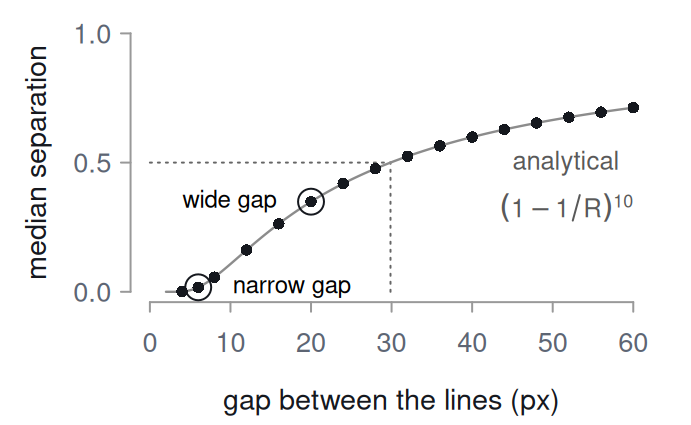 1.0
0.5
0.0
median separation
wide gap
narrow gap
analytical
(1 – 1/R)¹⁰
0 10 20 30 40 50 60
gap between the lines (px)